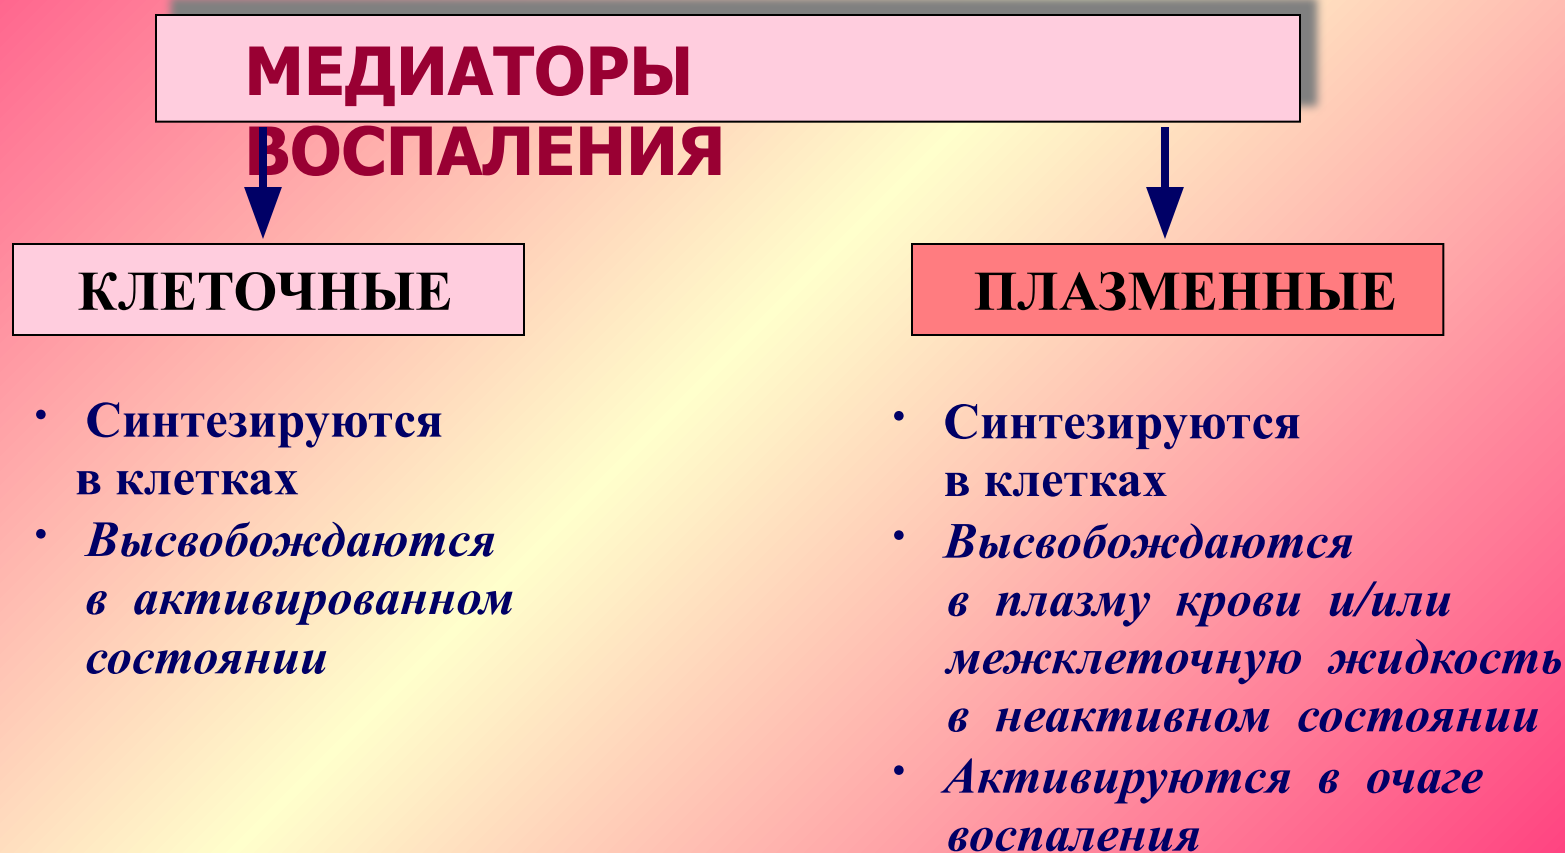 МЕДИАТОРЫ
ВОСПАЛЕНИЯ
КЛЕТОЧНЫЕ
• Синтезируются
в клетках
• Высвобождаются
в активированном
состоянии
ПЛАЗМЕННЫЕ
• Синтезируются
в клетках
• Высвобождаются
в плазму крови и/или
межклеточную жидкость
в неактивном состоянии
• Активируются в очаге
воспаления